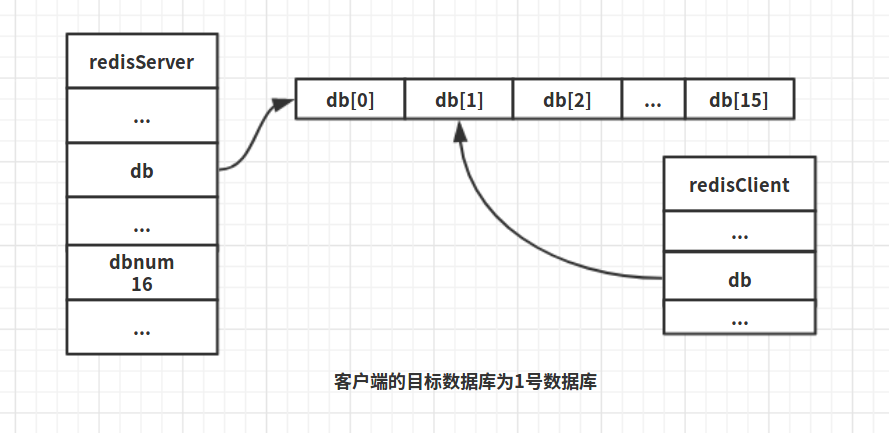 redisServer
...
db
...
dbnum
16
...
db[0] db[1] db[2] ... db[15]
redisClient
...
db
...
客户端的目标数据库为1号数据库